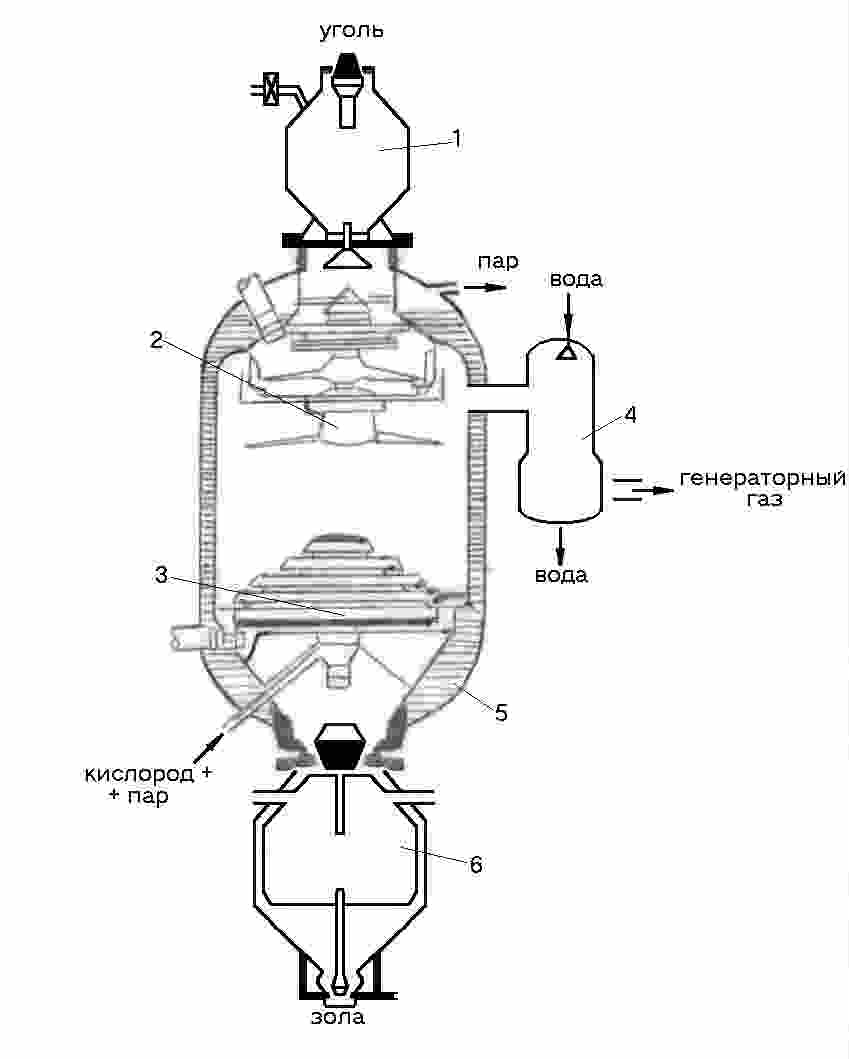 уголь
1
пар
вода
2
4
генераторный
газ
вода
3
5
кислород +
+ пар
6
зола